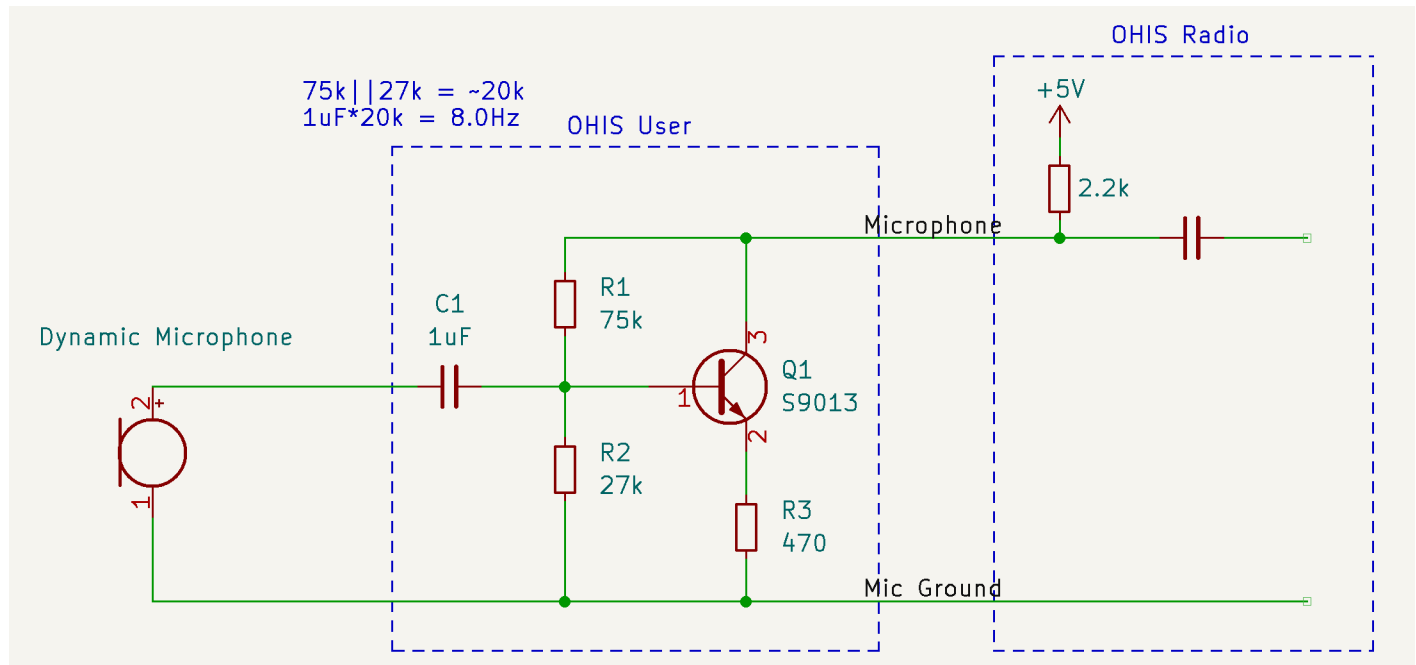 OHIS Radio
75k||27k = ~20k
1uF*20k = 8.0Hz
OHIS User
+5V
2.2k
Microphone
R1
75k
C1
1uF
Dynamic Microphone
3
Q1
S9013
1
2
2
+
1
R2
27k
R3
470
Mic Ground